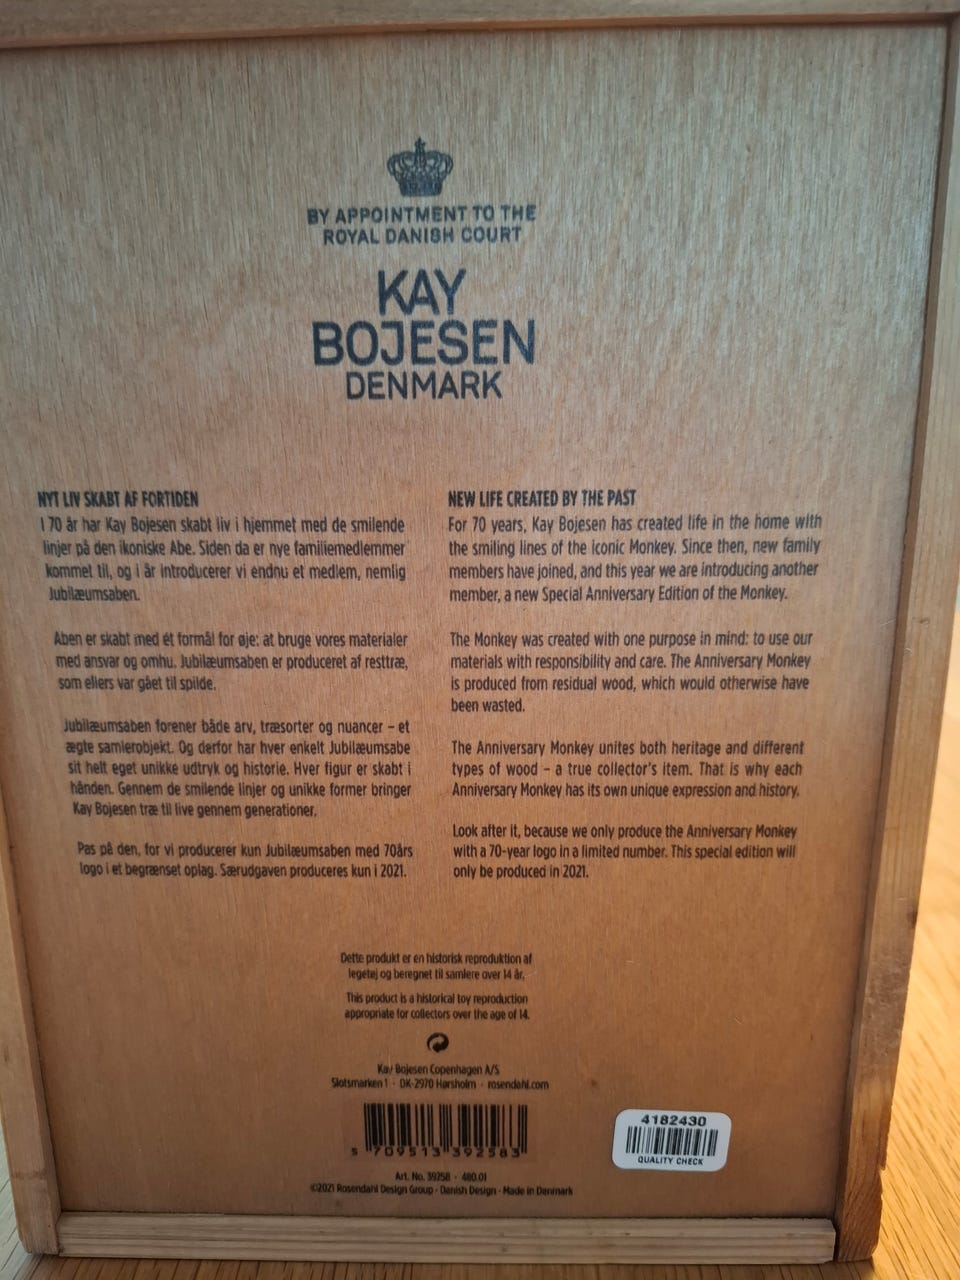 BY APPOINTMENT TO THE
ROYAL DANISH COURT
KAY
BOJESEN
DENMARK
NYT LIV SKABT AF FORTIDEN
I 70 år har Kay Bojesen skabt liv i hjemmet med de smilende
linjer på den ikoniske Abe. Siden da er nye familiemedlemmer
kommet til, og i år introducerer vi endnu et medlem, nemlig
Jubilæumsaben.
Aben er skabt med ét formål for øje: at bruge vores materialer
med ansvar og omhu. Jubilæumsaben er produceret af resttræ,
som ellers var gået til spilde.
Jubilæumsaben forener både arv, træsorter og nuancer – et
ægte samlerobjekt. Og derfor har hver enkelt Jubilæumsabe
sit helt eget unikke udtryk og historie. Hver figur er skabt i
hånden. Gennem de smilende linjer og unikke former bringer
Kay Bojesen træ til live gennem generationer.
Pas på den, for vi producerer kun Jubilæumsaben med 70års
logo i et begrænset oplag. Særudgaven produceres kun i 2021.
NEW LIFE CREATED BY THE PAST
For 70 years, Kay Bojesen has created life in the home with
the smiling lines of the iconic Monkey. Since then, new family
members have joined, and this year we are introducing another
member, a new Special Anniversary Edition of the Monkey.
The Monkey was created with one purpose in mind: to use our
materials with responsibility and care. The Anniversary Monkey
is produced from residual wood, which would otherwise have
been wasted.
The Anniversary Monkey unites both heritage and different
types of wood – a true collector's item. That is why each
Anniversary Monkey has its own unique expression and history.
Look after it, because we only produce the Anniversary Monkey
with a 70-year logo in a limited number. This special edition will
only be produced in 2021.
Dette produkt er en historisk reproduktion af
legetøj og beregnet til samlere over 14 år.
This product is a historical toy reproduction
appropriate for collectors over the age of 14.
Kay Bojesen Copenhagen A/S
Slotsmarken 1 · DK-2970 Hørsholm · rosendahl.com
5 709513 392583
4182430
QUALITY CHECK
Art. No. 39258 · 480.01
©2021 Rosendahl Design Group · Danish Design · Made in Denmark